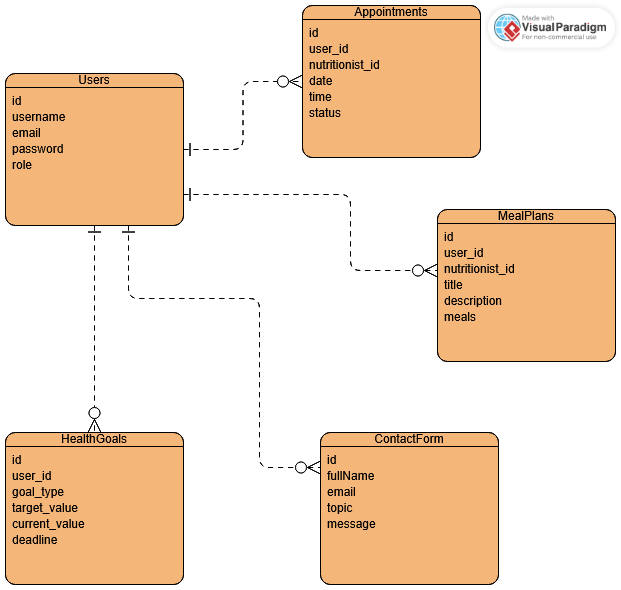 Appointments
id
user_id
nutritionist_id
date
time
status
Made with
VisualParadigm
For non-commercial use
Users
id
username
email
password
role
MealPlans
id
user_id
nutritionist_id
title
description
meals
HealthGoals
id
user_id
goal_type
target_value
current_value
deadline
ContactForm
id
fullName
email
topic
message